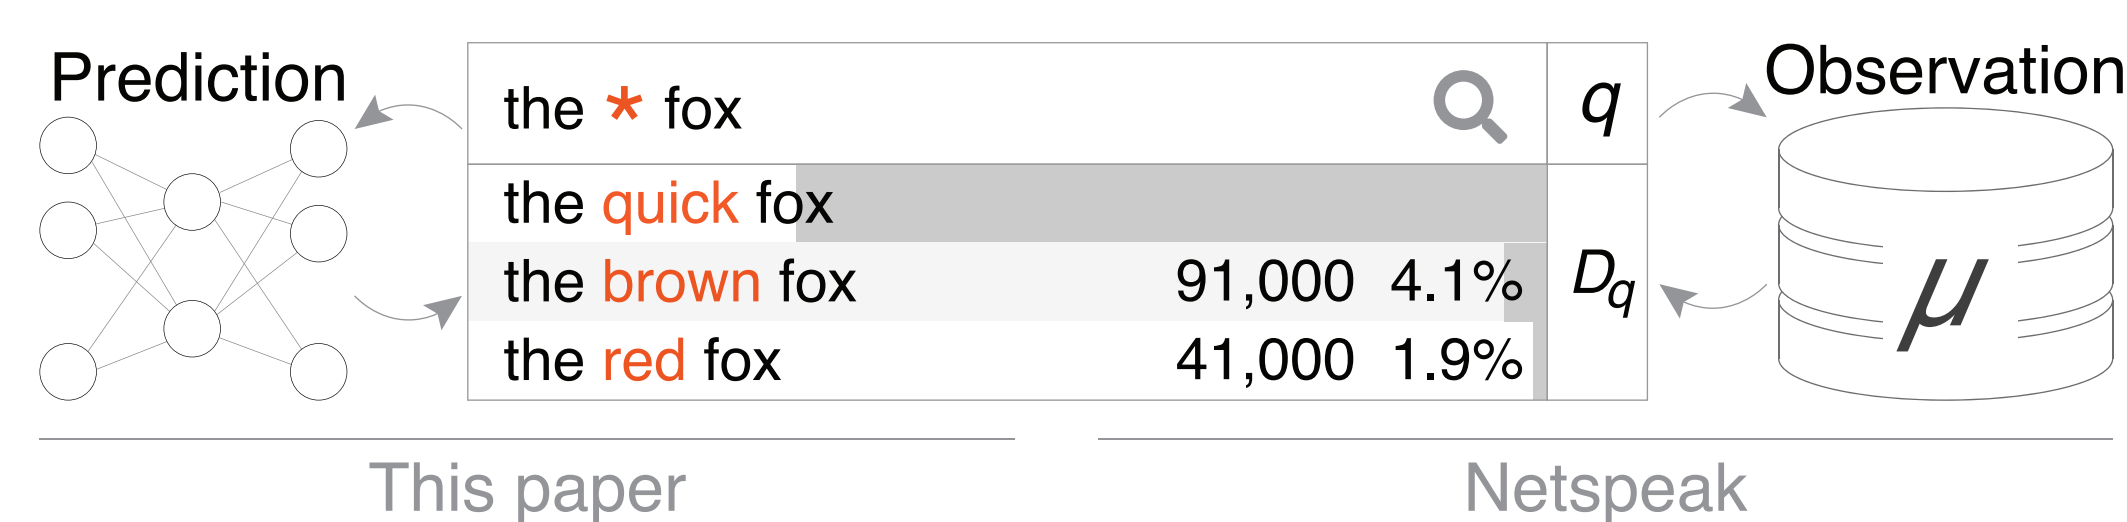 Prediction
the * fox
q
Observation
the quick fox
the brown fox 91,000 4.1%
the red fox 41,000 1.9%
Dq
μ
This paper
Netspeak